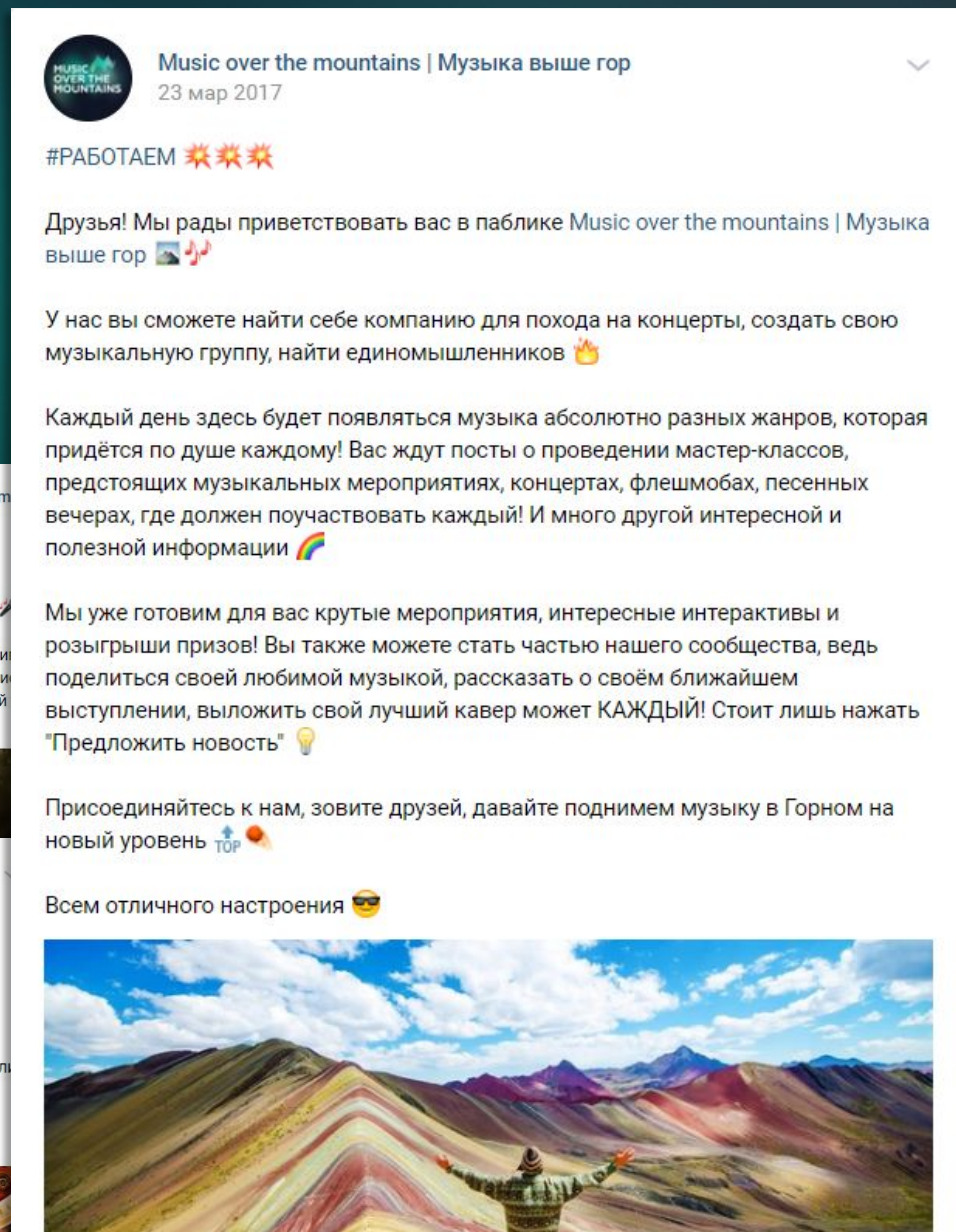 MUSIC
OVER THE
MOUNTAINS
Music over the mountains | Музыка выше гор
23 мар 2017
#РАБОТАЕМ 💥💥💥
Друзья! Мы рады приветствовать вас в паблике Music over the mountains | Музыка
выше гор 🗻🎶
У нас вы сможете найти себе компанию для похода на концерты, создать свою
музыкальную группу, найти единомышленников 🔥
Каждый день здесь будет появляться музыка абсолютно разных жанров, которая
придётся по душе каждому! Вас ждут посты о проведении мастер-классов,
предстоящих музыкальных мероприятиях, концертах, флешмобах, песенных
вечерах, где должен поучаствовать каждый! И много другой интересной и
полезной информации 🌈
Мы уже готовим для вас крутые мероприятия, интересные интерактивы и
розыгрыши призов! Вы также можете стать частью нашего сообщества, ведь
поделиться своей любимой музыкой, рассказать о своём ближайшем
выступлении, выложить свой лучший кавер может КАЖДЫЙ! Стоит лишь нажать
"Предложить новость" 💡
Присоединяйтесь к нам, зовите друзей, давайте поднимем музыку в Горном на
новый уровень 🔝☄
Всем отличного настроения 😎